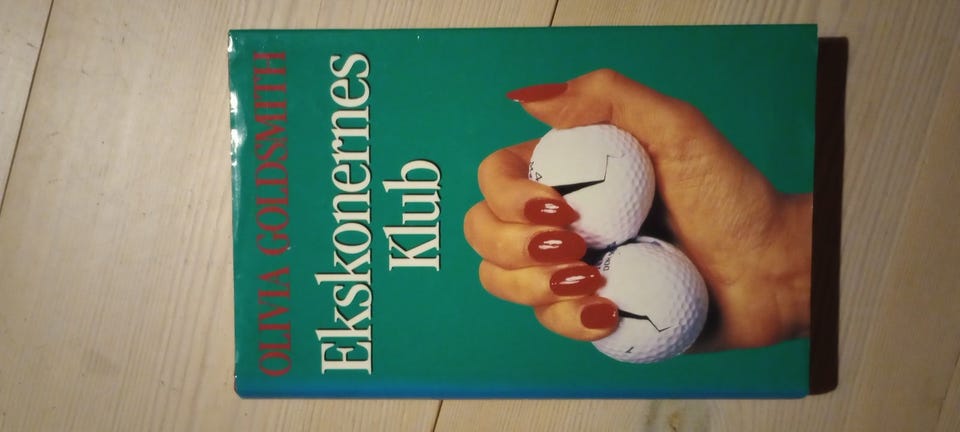 OLIVIA GOLDSMITH
Ekskonernes
Klub